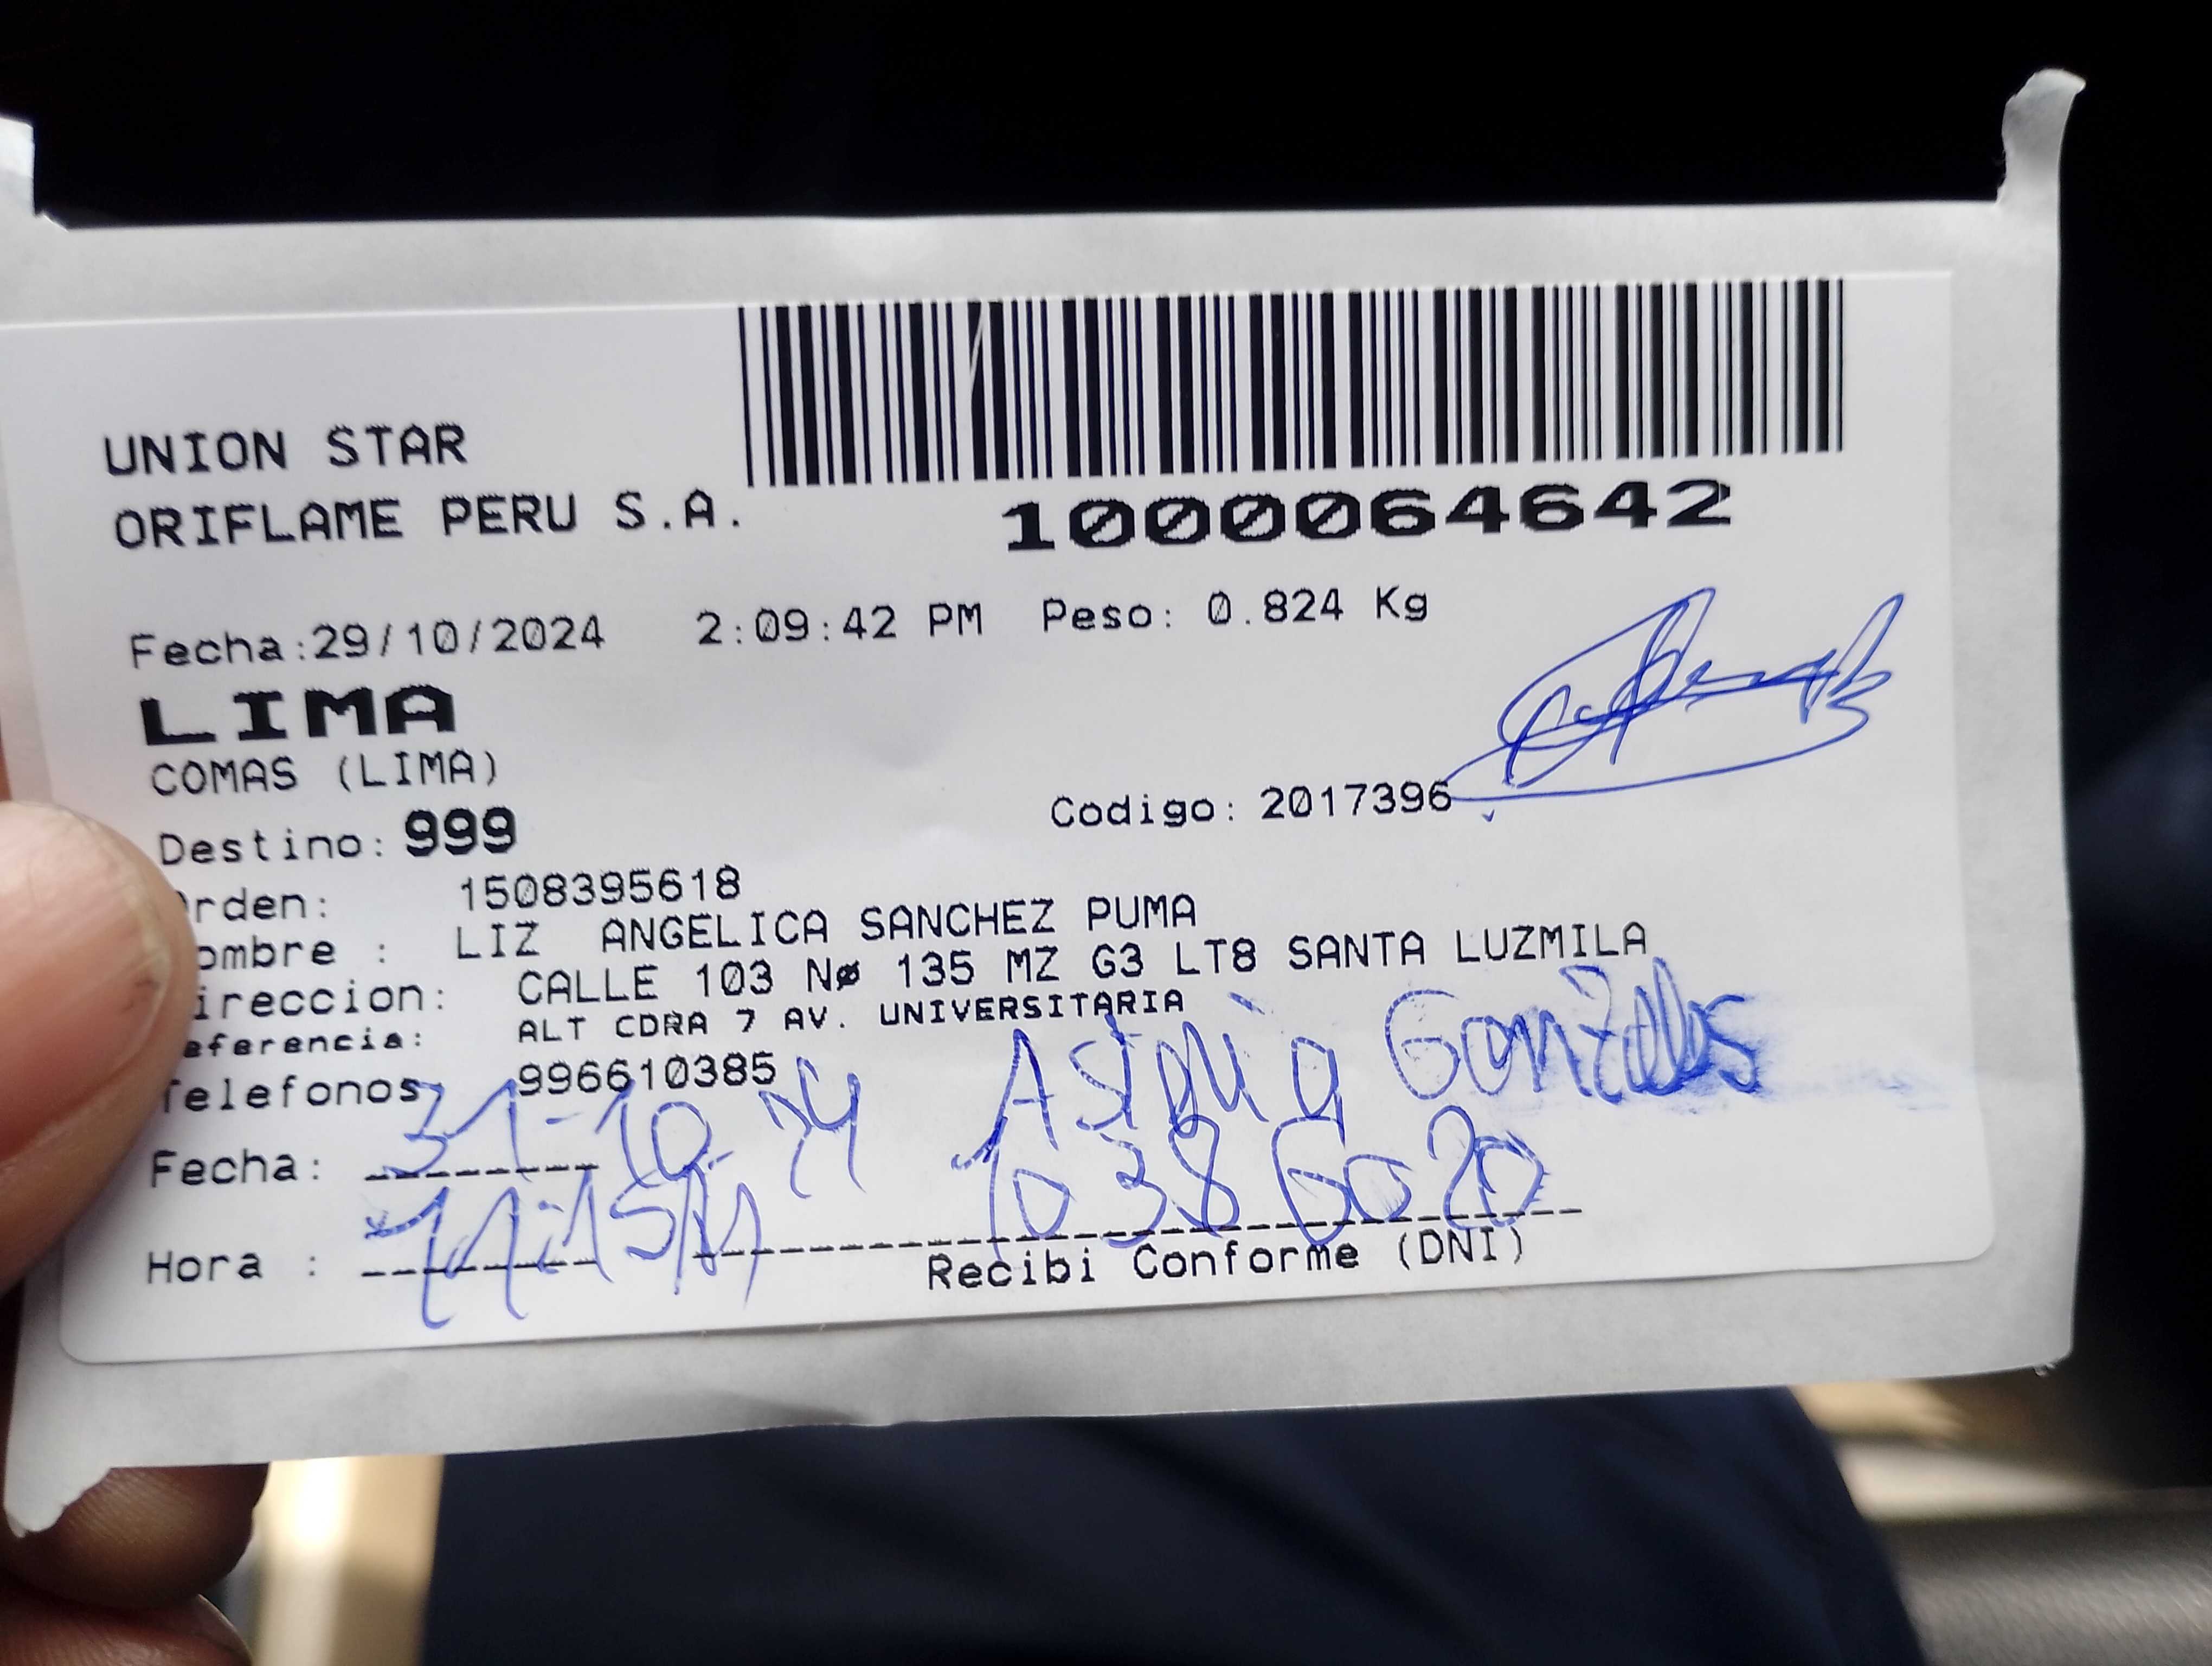 UNION STAR
ORIFLAME PERU S.A.
1000064642
Fecha:29/10/2024 2:09:42 PM Peso: 0.824 Kg
LIMA
COMAS (LIMA)
Destino: 999 Codigo: 2017396
rden: 1508395618
ombre : LIZ ANGELICA SANCHEZ PUMA
ireccion: CALLE 103 Nø 135 MZ G3 LT8 SANTA LUZMILA
eferencia: ALT CDRA 7 AV. UNIVERSITARIA
Telefonos 996610385
Gonzales
Fecha: 31-10-24 10386020
Hora :
Recibi Conforme (DNI)